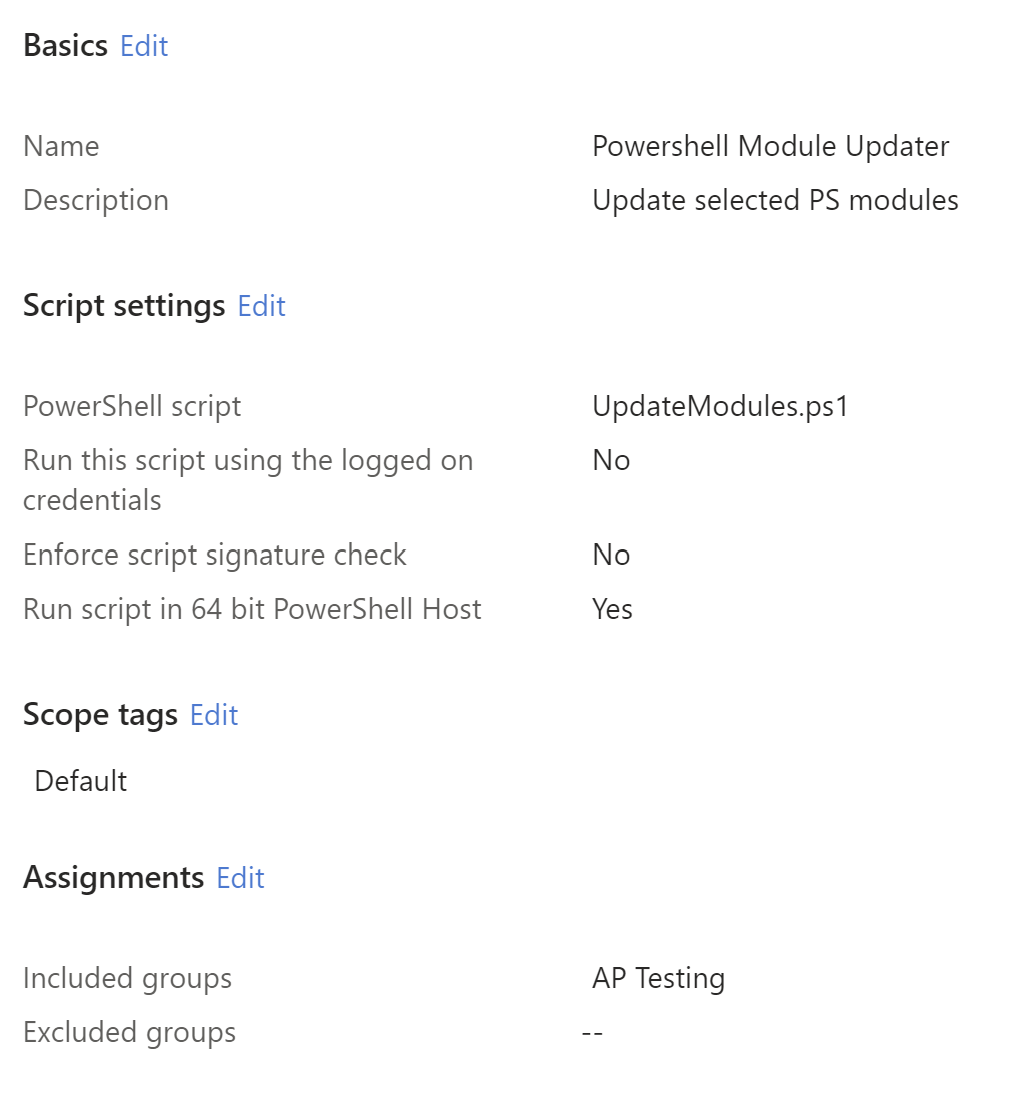 Basics Edit
Name Powershell Module Updater
Description Update selected PS modules
Script settings Edit
PowerShell script UpdateModules.ps1
Run this script using the logged on No
credentials
Enforce script signature check No
Run script in 64 bit PowerShell Host Yes
Scope tags Edit
Default
Assignments Edit
Included groups AP Testing
Excluded groups --